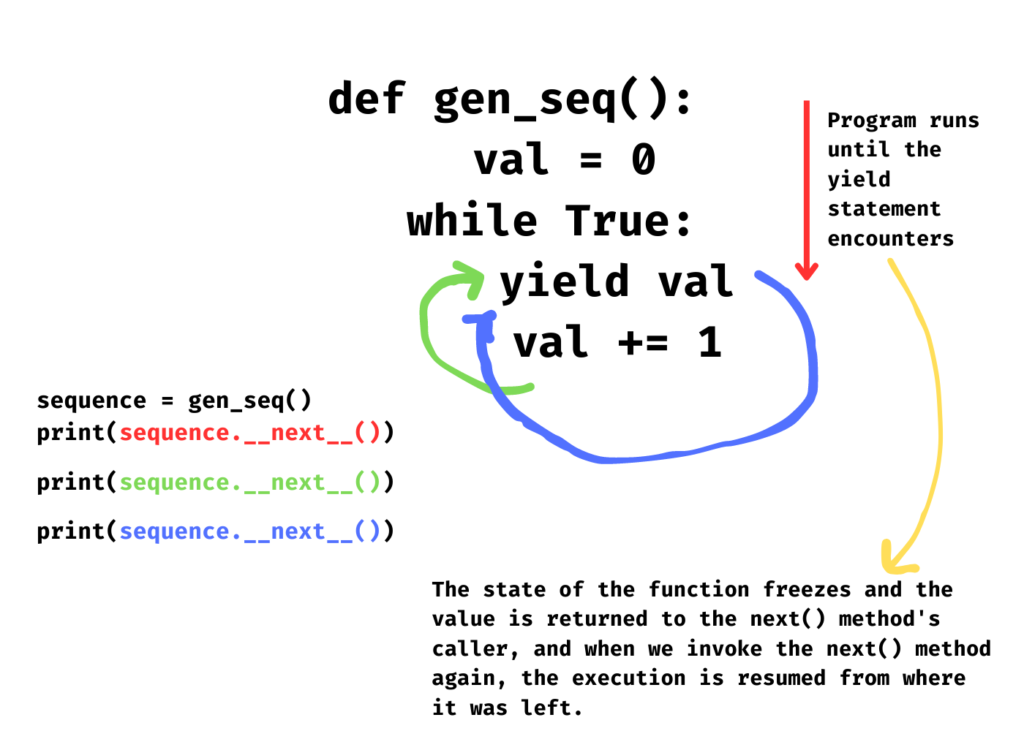 def gen_seq():
val = 0
while True:
yield val
val += 1
Program runs
until the
yield
statement
encounters
sequence = gen_seq()
print(sequence.__next__())
print(sequence.__next__())
print(sequence.__next__())
The state of the function freezes and the
value is returned to the next() method's
caller, and when we invoke the next() method
again, the execution is resumed from where
it was left.